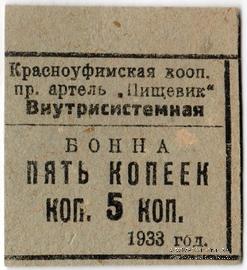 Красноуфимская кооп.
пр. артель „Пищевик"
Внутрисистемная
БОННА
ПЯТЬ КОПЕЕК
КОП. 5 КОП.
1933 год.